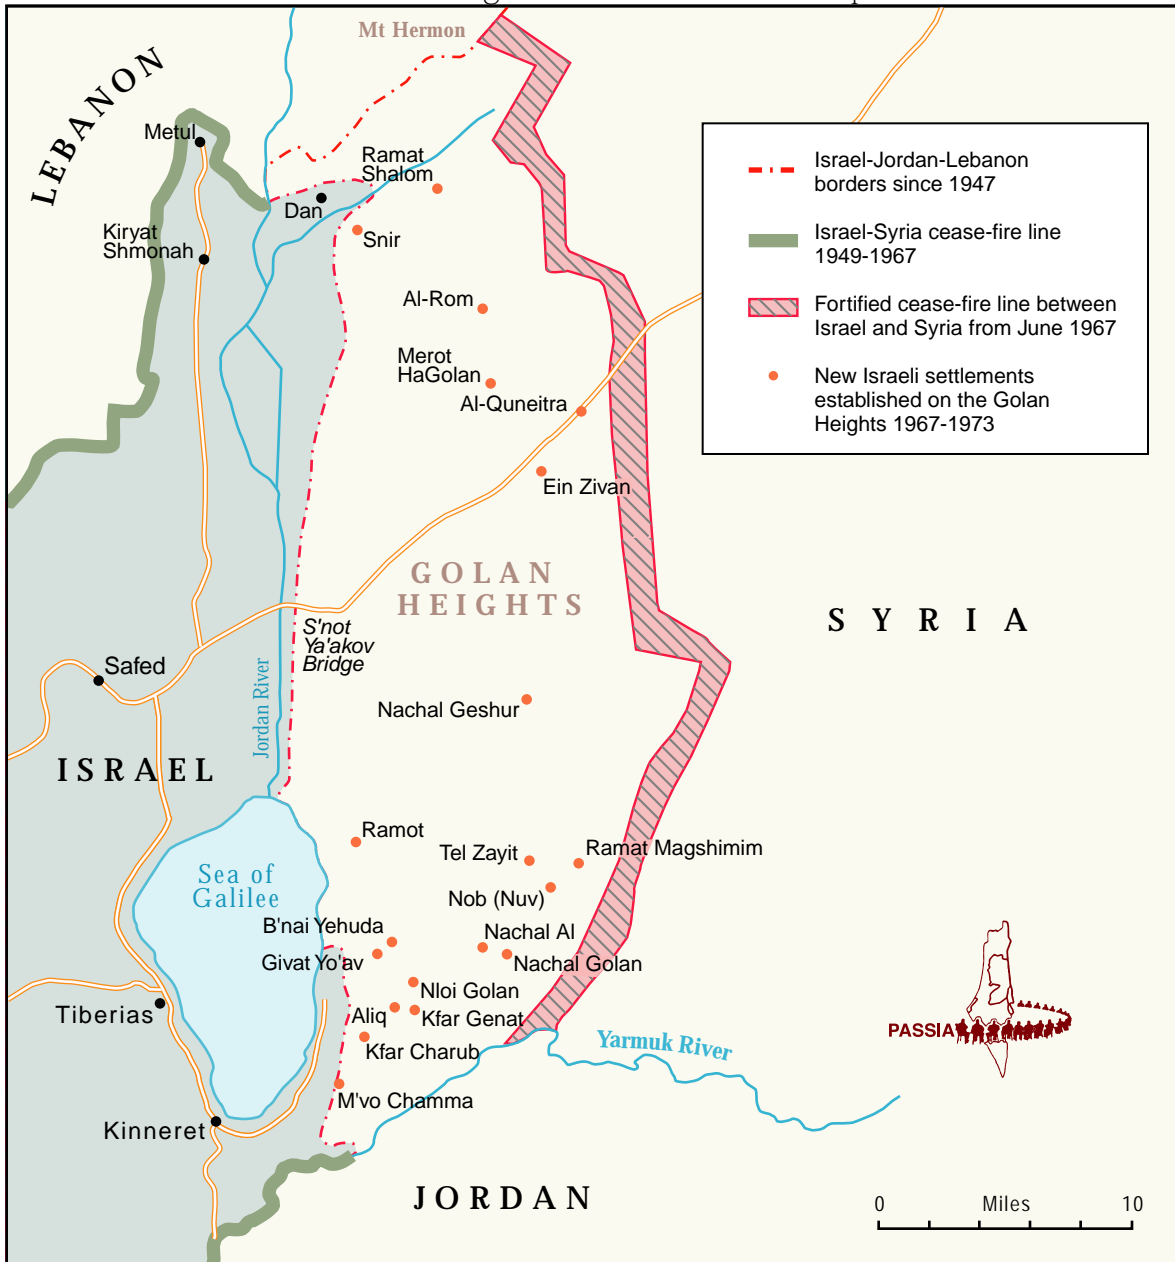 Mt Hermon
LEBANON
Metul
Ramat
Shalom
Dan
Kiryat
Shmonah
Snir
Al-Rom
Merot
HaGolan
Al-Quneitra
Ein Zivan
GOLAN
HEIGHTS
S'not
Ya'akov
Bridge
SYRIA
Safed
Jordan River
Nachal Geshur
ISRAEL
Ramot
Tel Zayit
Ramat Magshimim
Sea of
Galilee
Nob (Nuv)
B'nai Yehuda
Nachal Al
Givat Yo'av
Nachal Golan
Nloi Golan
Tiberias
Aliq
Kfar Genat
Kfar Charub
Yarmuk River
M'vo Chamma
Kinneret
JORDAN
Israel-Jordan-Lebanon
borders since 1947
Israel-Syria cease-fire line
1949-1967
Fortified cease-fire line between
Israel and Syria from June 1967
New Israeli settlements
established on the Golan
Heights 1967-1973
PASSIA
0 Miles 10